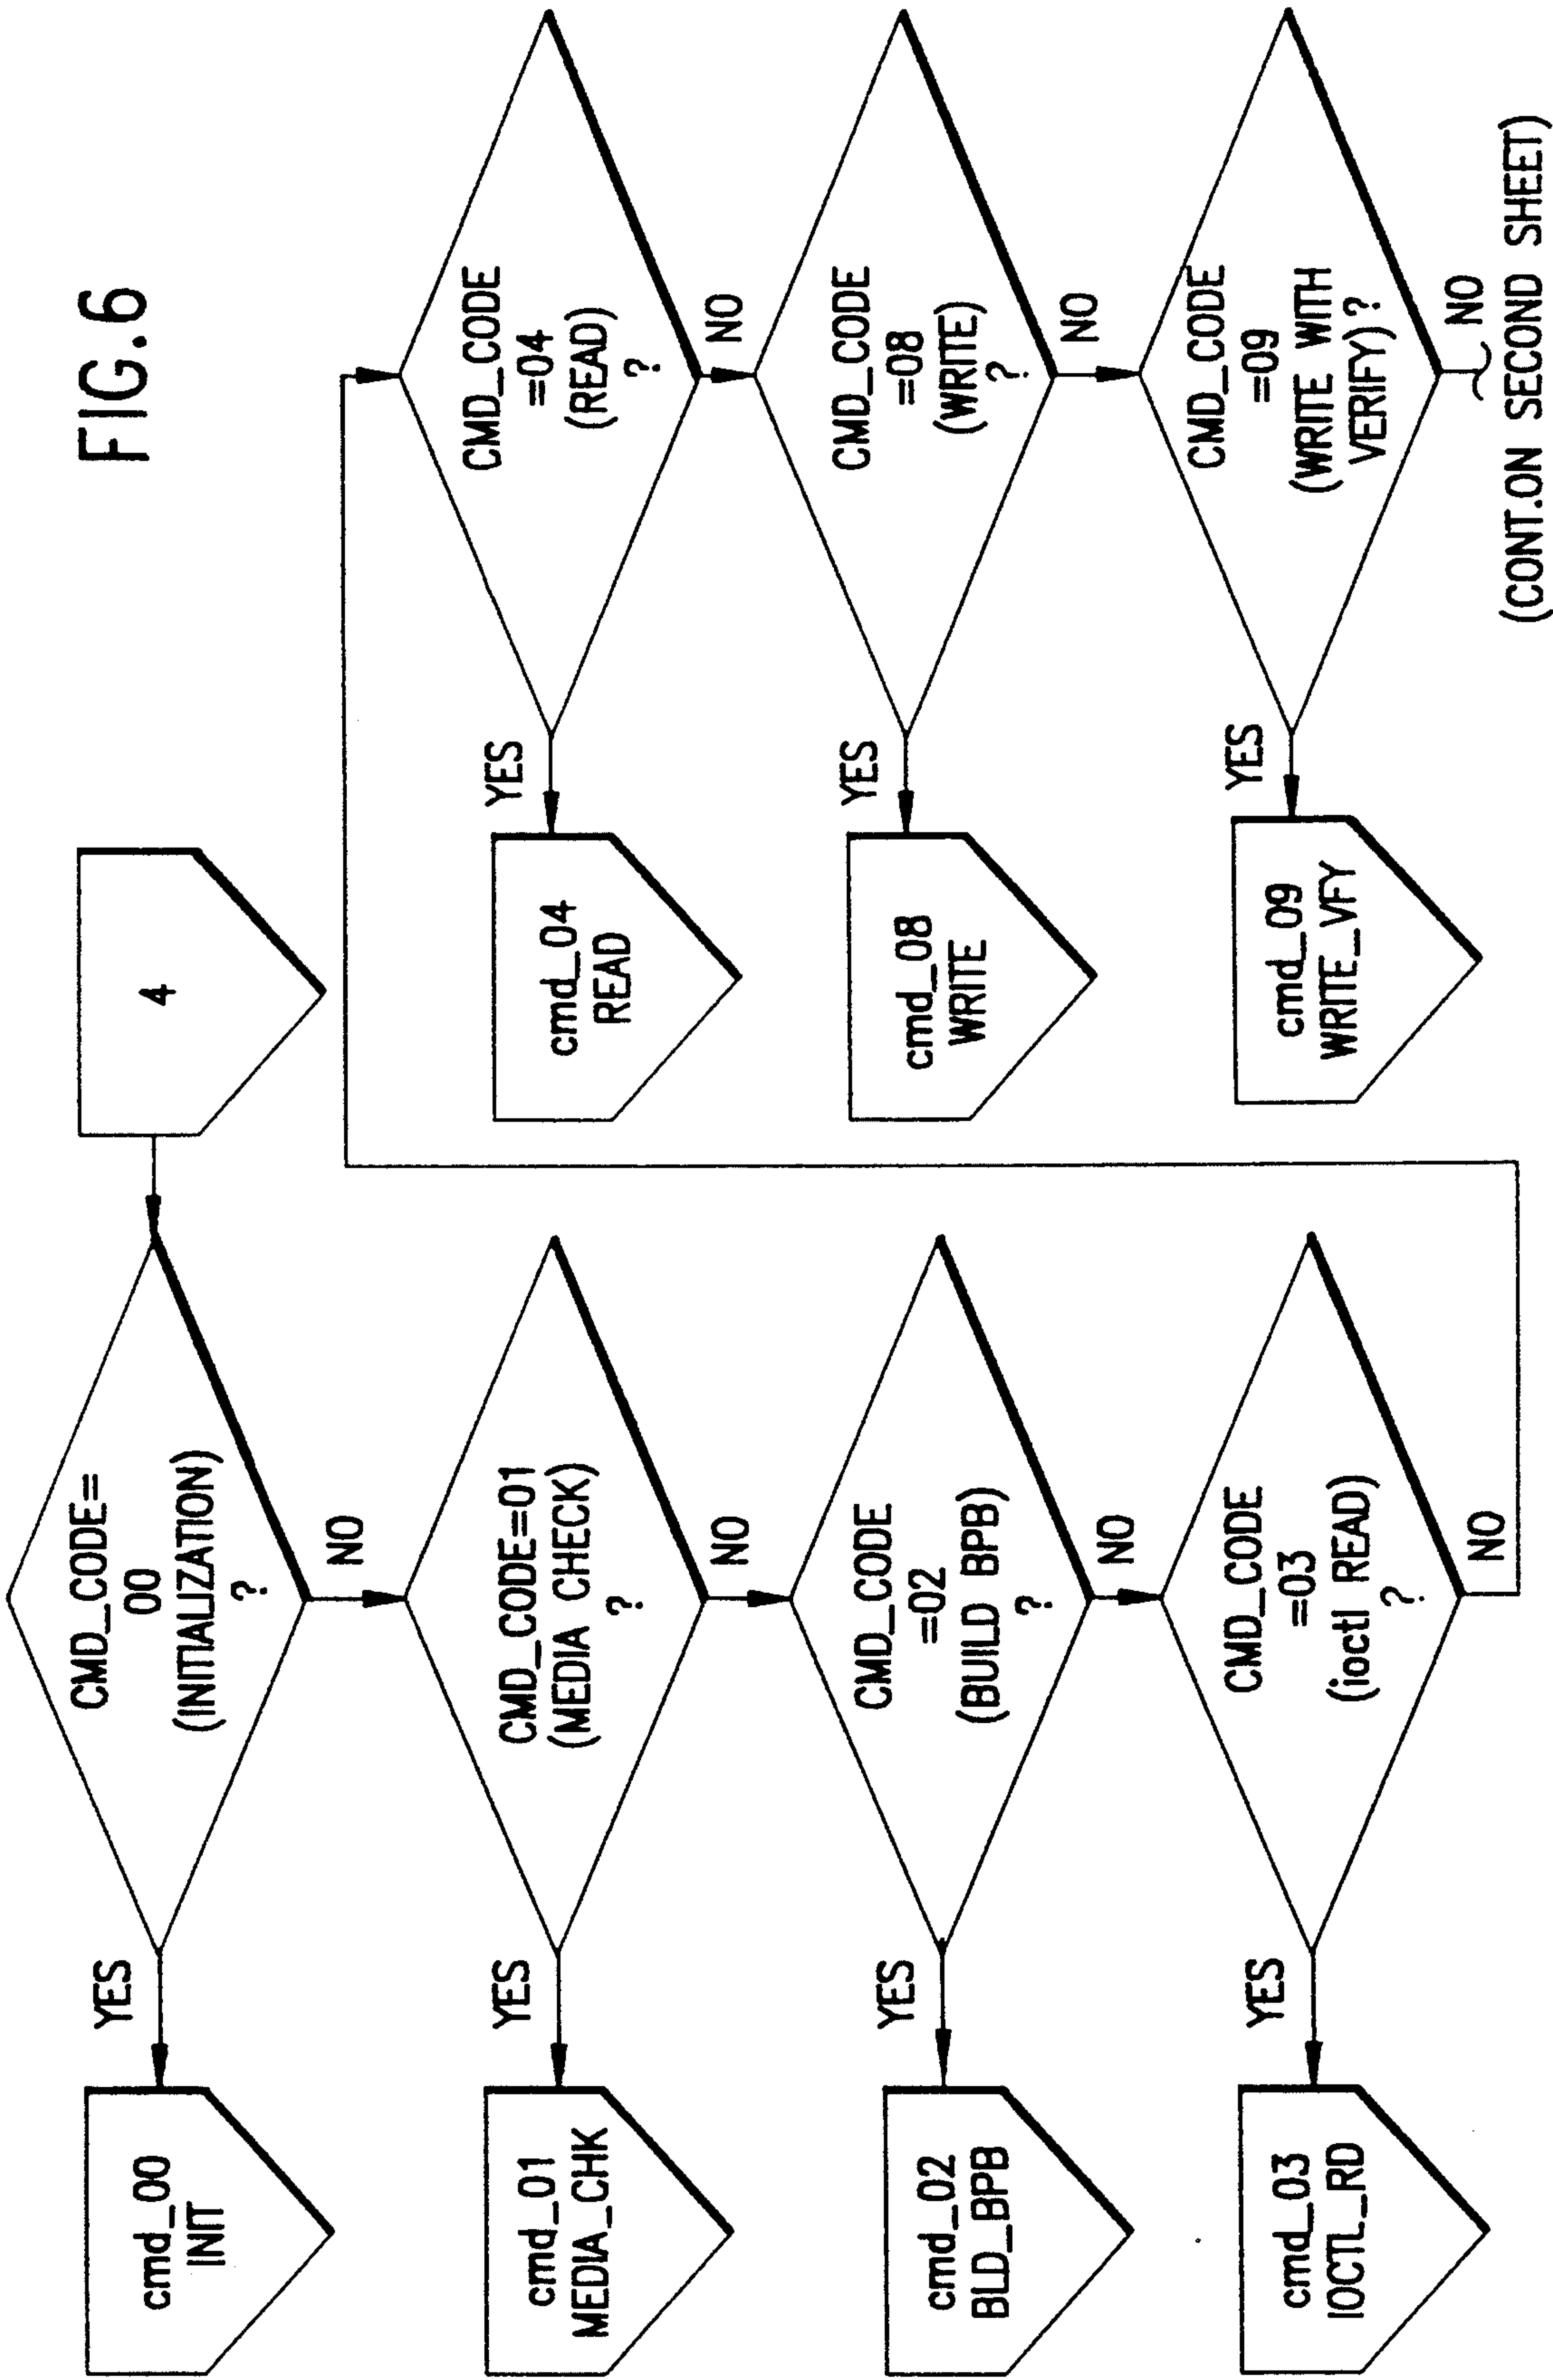 FIG.6
4
CMD_CODE=
00
(INITIALIZATION)
?
YES
cmd_00
INIT
NO
CMD_CODE=01
(MEDIA CHECK)
?
YES
cmd_01
MEDIA_CHK
NO
CMD_CODE
=02
(BUILD BPB)
?
YES
cmd_02
BLD_BPB
NO
CMD_CODE
=03
(ioctl READ)
?
YES
cmd_03
IOCTL_RD
NO
CMD_CODE
=04
(READ)
?
YES
cmd_04
READ
NO
CMD_CODE
=08
(WRITE)
?
YES
cmd_08
WRITE
NO
CMD_CODE
=09
(WRITE WITH
VERIFY)?
YES
cmd_09
WRITE_VFY
NO
(CONT.ON SECOND SHEET)